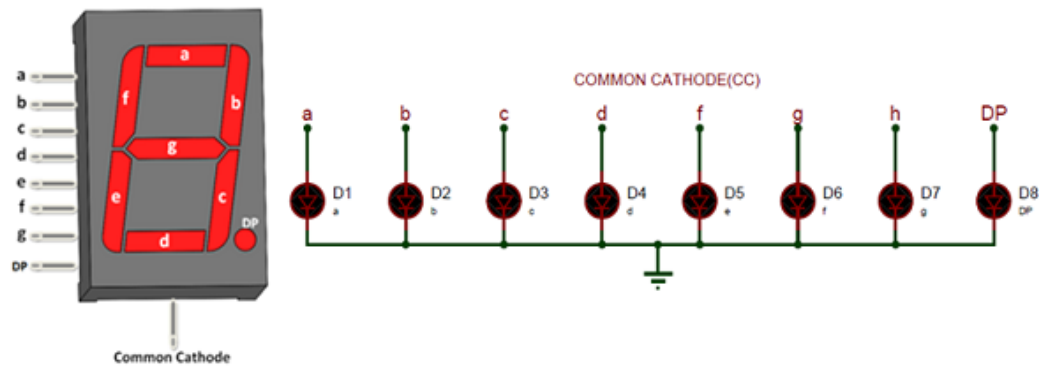 a
f
b
g
e
c
d
DP
a
b
c
d
e
f
g
DP
Common Cathode
COMMON CATHODE(CC)
a b c d f g h DP
D1 D2 D3 D4 D5 D6 D7 D8
a b c d e f g DP